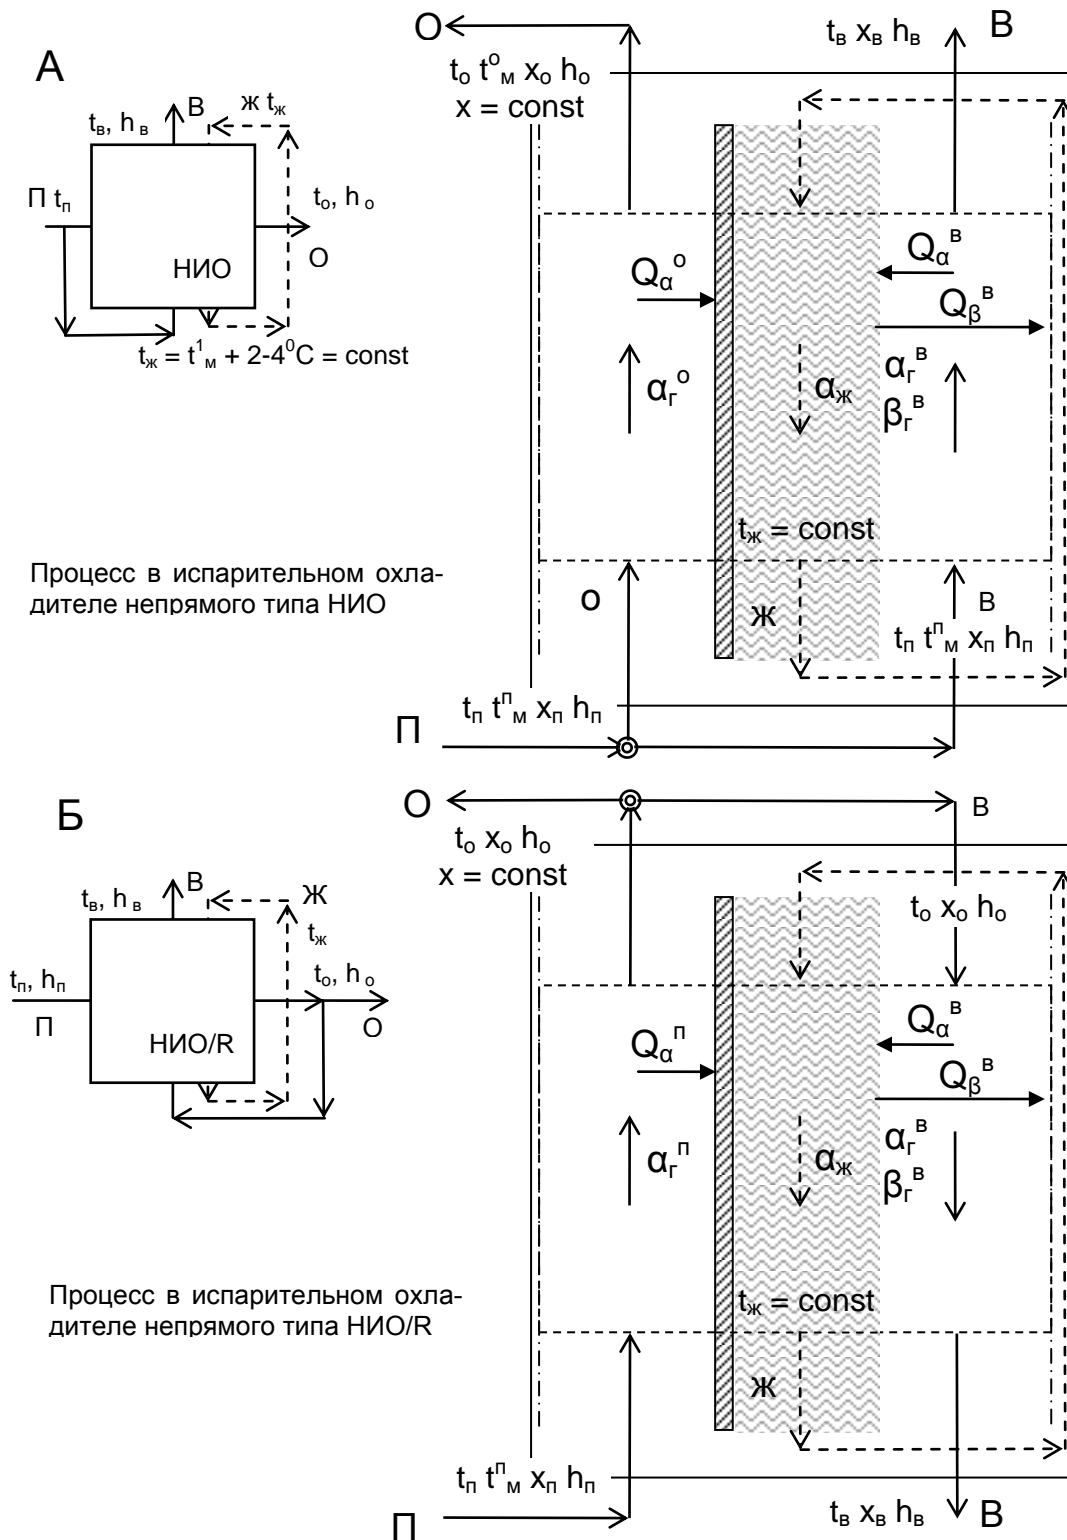 О
t_о t^о_м x_о h_о
x = const
t_в x_в h_в
В
А
В
ж t_ж
t_в, h_в
П t_п
t_о, h_о
НИО
О
t_ж = t^1_м + 2-4^0C = const
Q_α^о
Q_α^в
Q_β^в
α_г^о
α_ж
α_г^в
β_г^в
t_ж = const
Процесс в испарительном охла-
дителе непрямого типа НИО
о
ж
В
t_п t^п_м x_п h_п
t_п t^п_м x_п h_п
П
О
В
t_о x_о h_о
x = const
t_о x_о h_о
Б
В
Ж
t_в, h_в
t_ж
t_п, h_п
t_о, h_о
П
НИО/R
О
Q_α^п
Q_α^в
Q_β^в
α_г^п
α_ж
α_г^в
β_г^в
t_ж = const
Процесс в испарительном охла-
дителе непрямого типа НИО/R
ж
t_п t^п_м x_п h_п
П
t_в x_в h_в
В